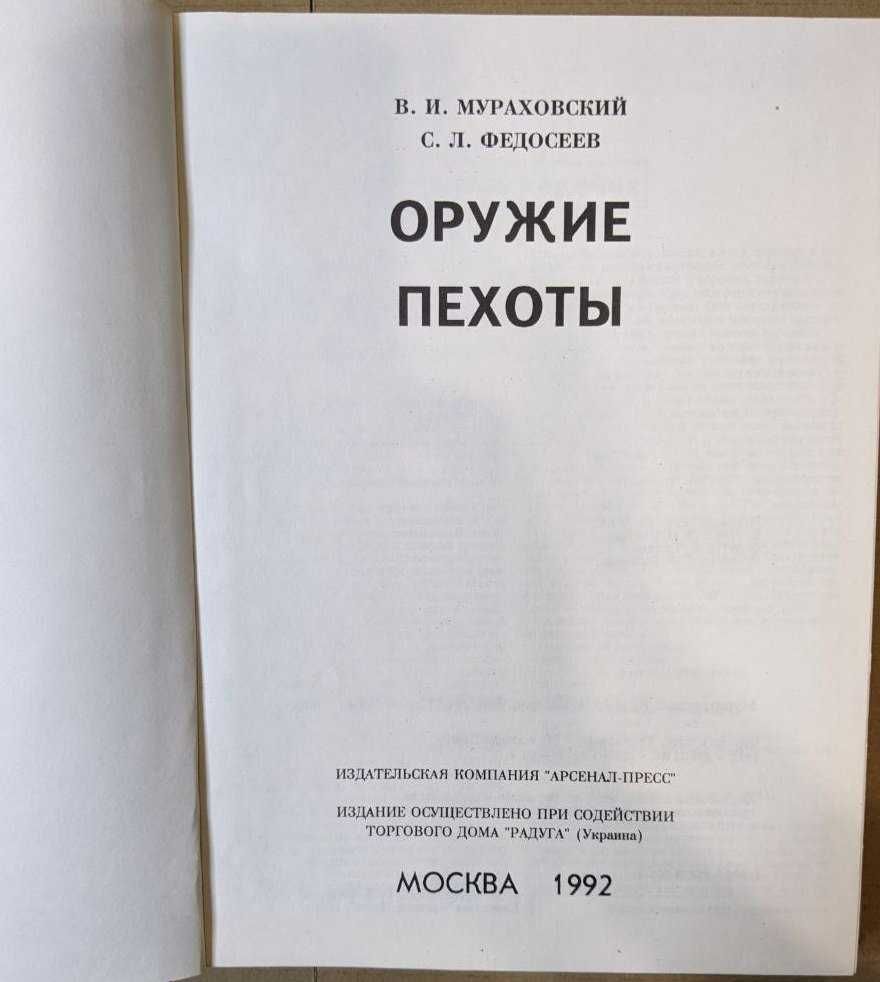 В. И. МУРАХОВСКИЙ
С. Л. ФЕДОСЕЕВ
ОРУЖИЕ
ПЕХОТЫ
ИЗДАТЕЛЬСКАЯ КОМПАНИЯ "АРСЕНАЛ-ПРЕСС"
ИЗДАНИЕ ОСУЩЕСТВЛЕНО ПРИ СОДЕЙСТВИИ
ТОРГОВОГО ДОМА "РАДУГА" (Украина)
МОСКВА 1992